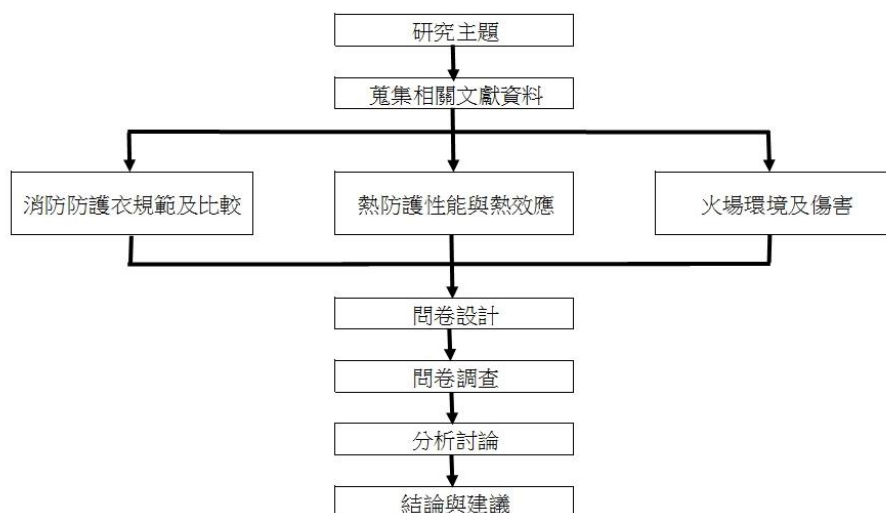 研究主題
蒐集相關文獻資料
消防防護衣規範及比較
熱防護性能與熱效應
火場環境及傷害
問卷設計
問卷調查
分析討論
結論與建議